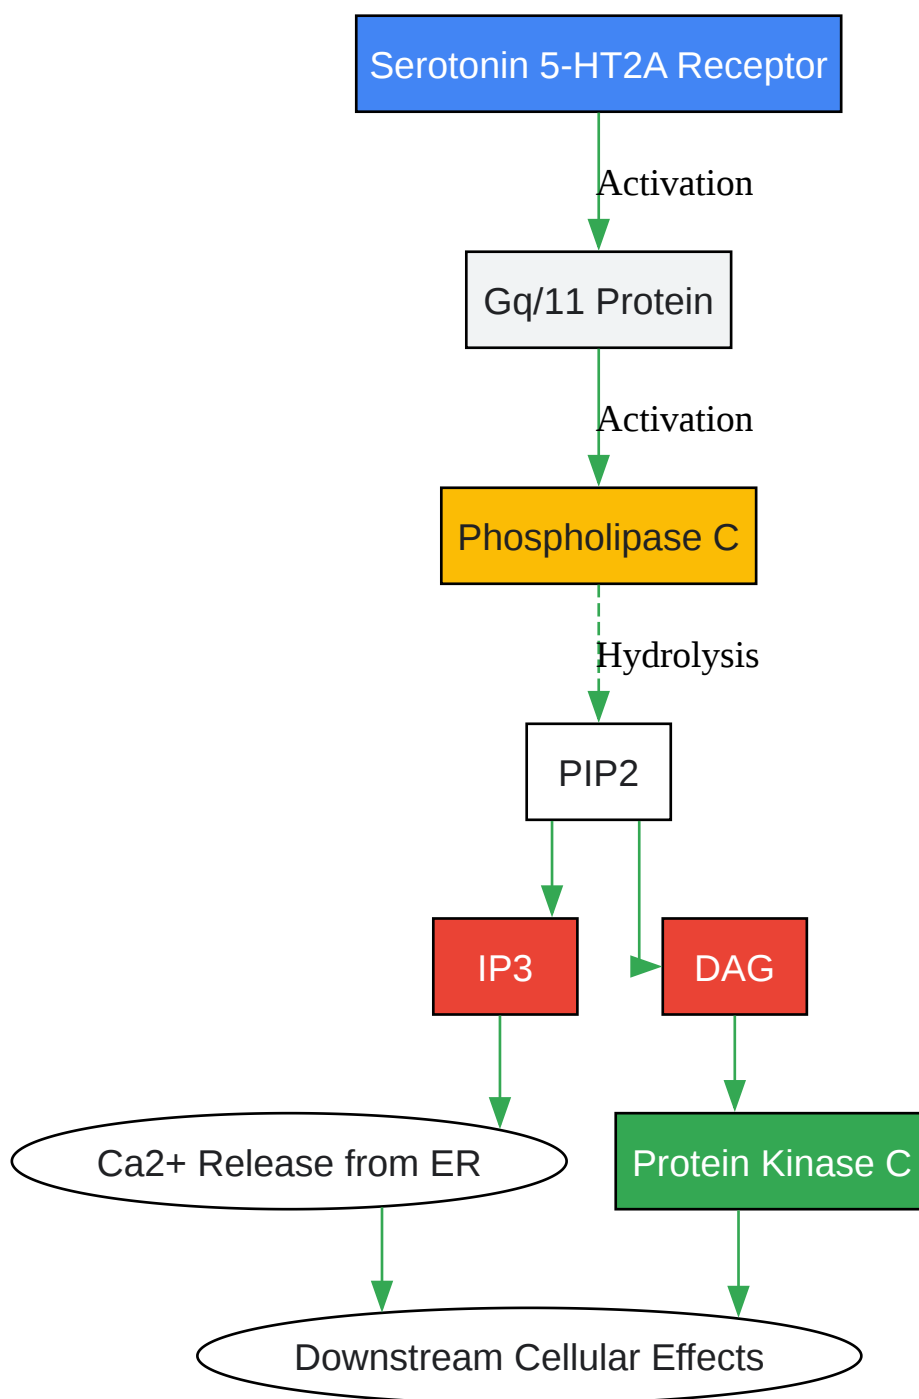 Serotonin 5-HT2A Receptor
Activation
Gq/11 Protein
Activation
Phospholipase C
Hydrolysis
PIP2
IP3
DAG
Ca2+ Release from ER
Protein Kinase C
Downstream Cellular Effects